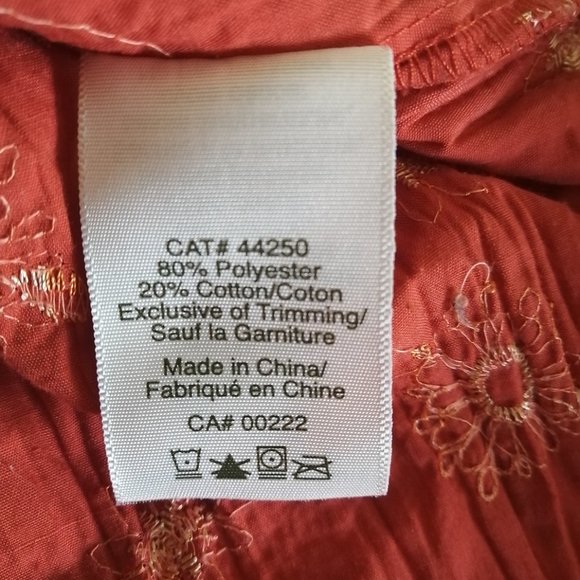 CAT# 44250
80% Polyester
20% Cotton/Coton
Exclusive of Trimming/
Sauf la Garniture
Made in China/
Fabriqué en Chine
CA# 00222